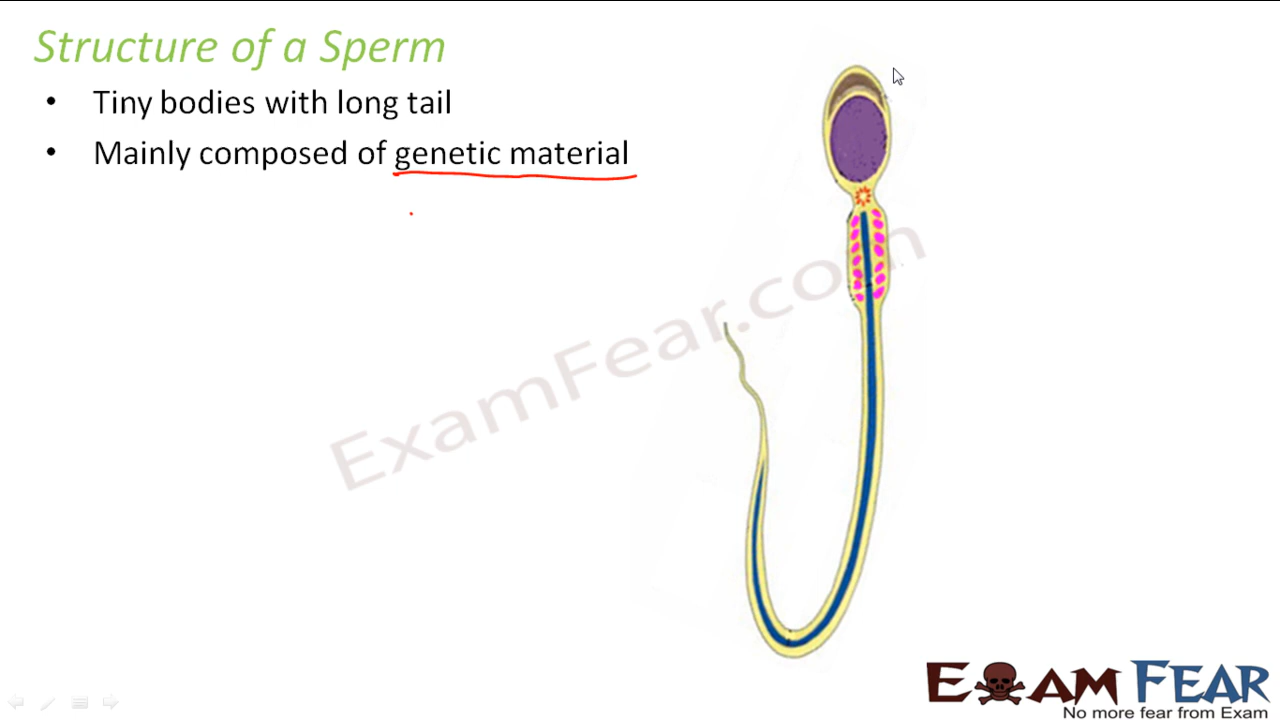 Structure of a Sperm
• Tiny bodies with long tail
• Mainly composed of genetic material
ExamFear.com
EXAM FEAR
No more fear from Exam